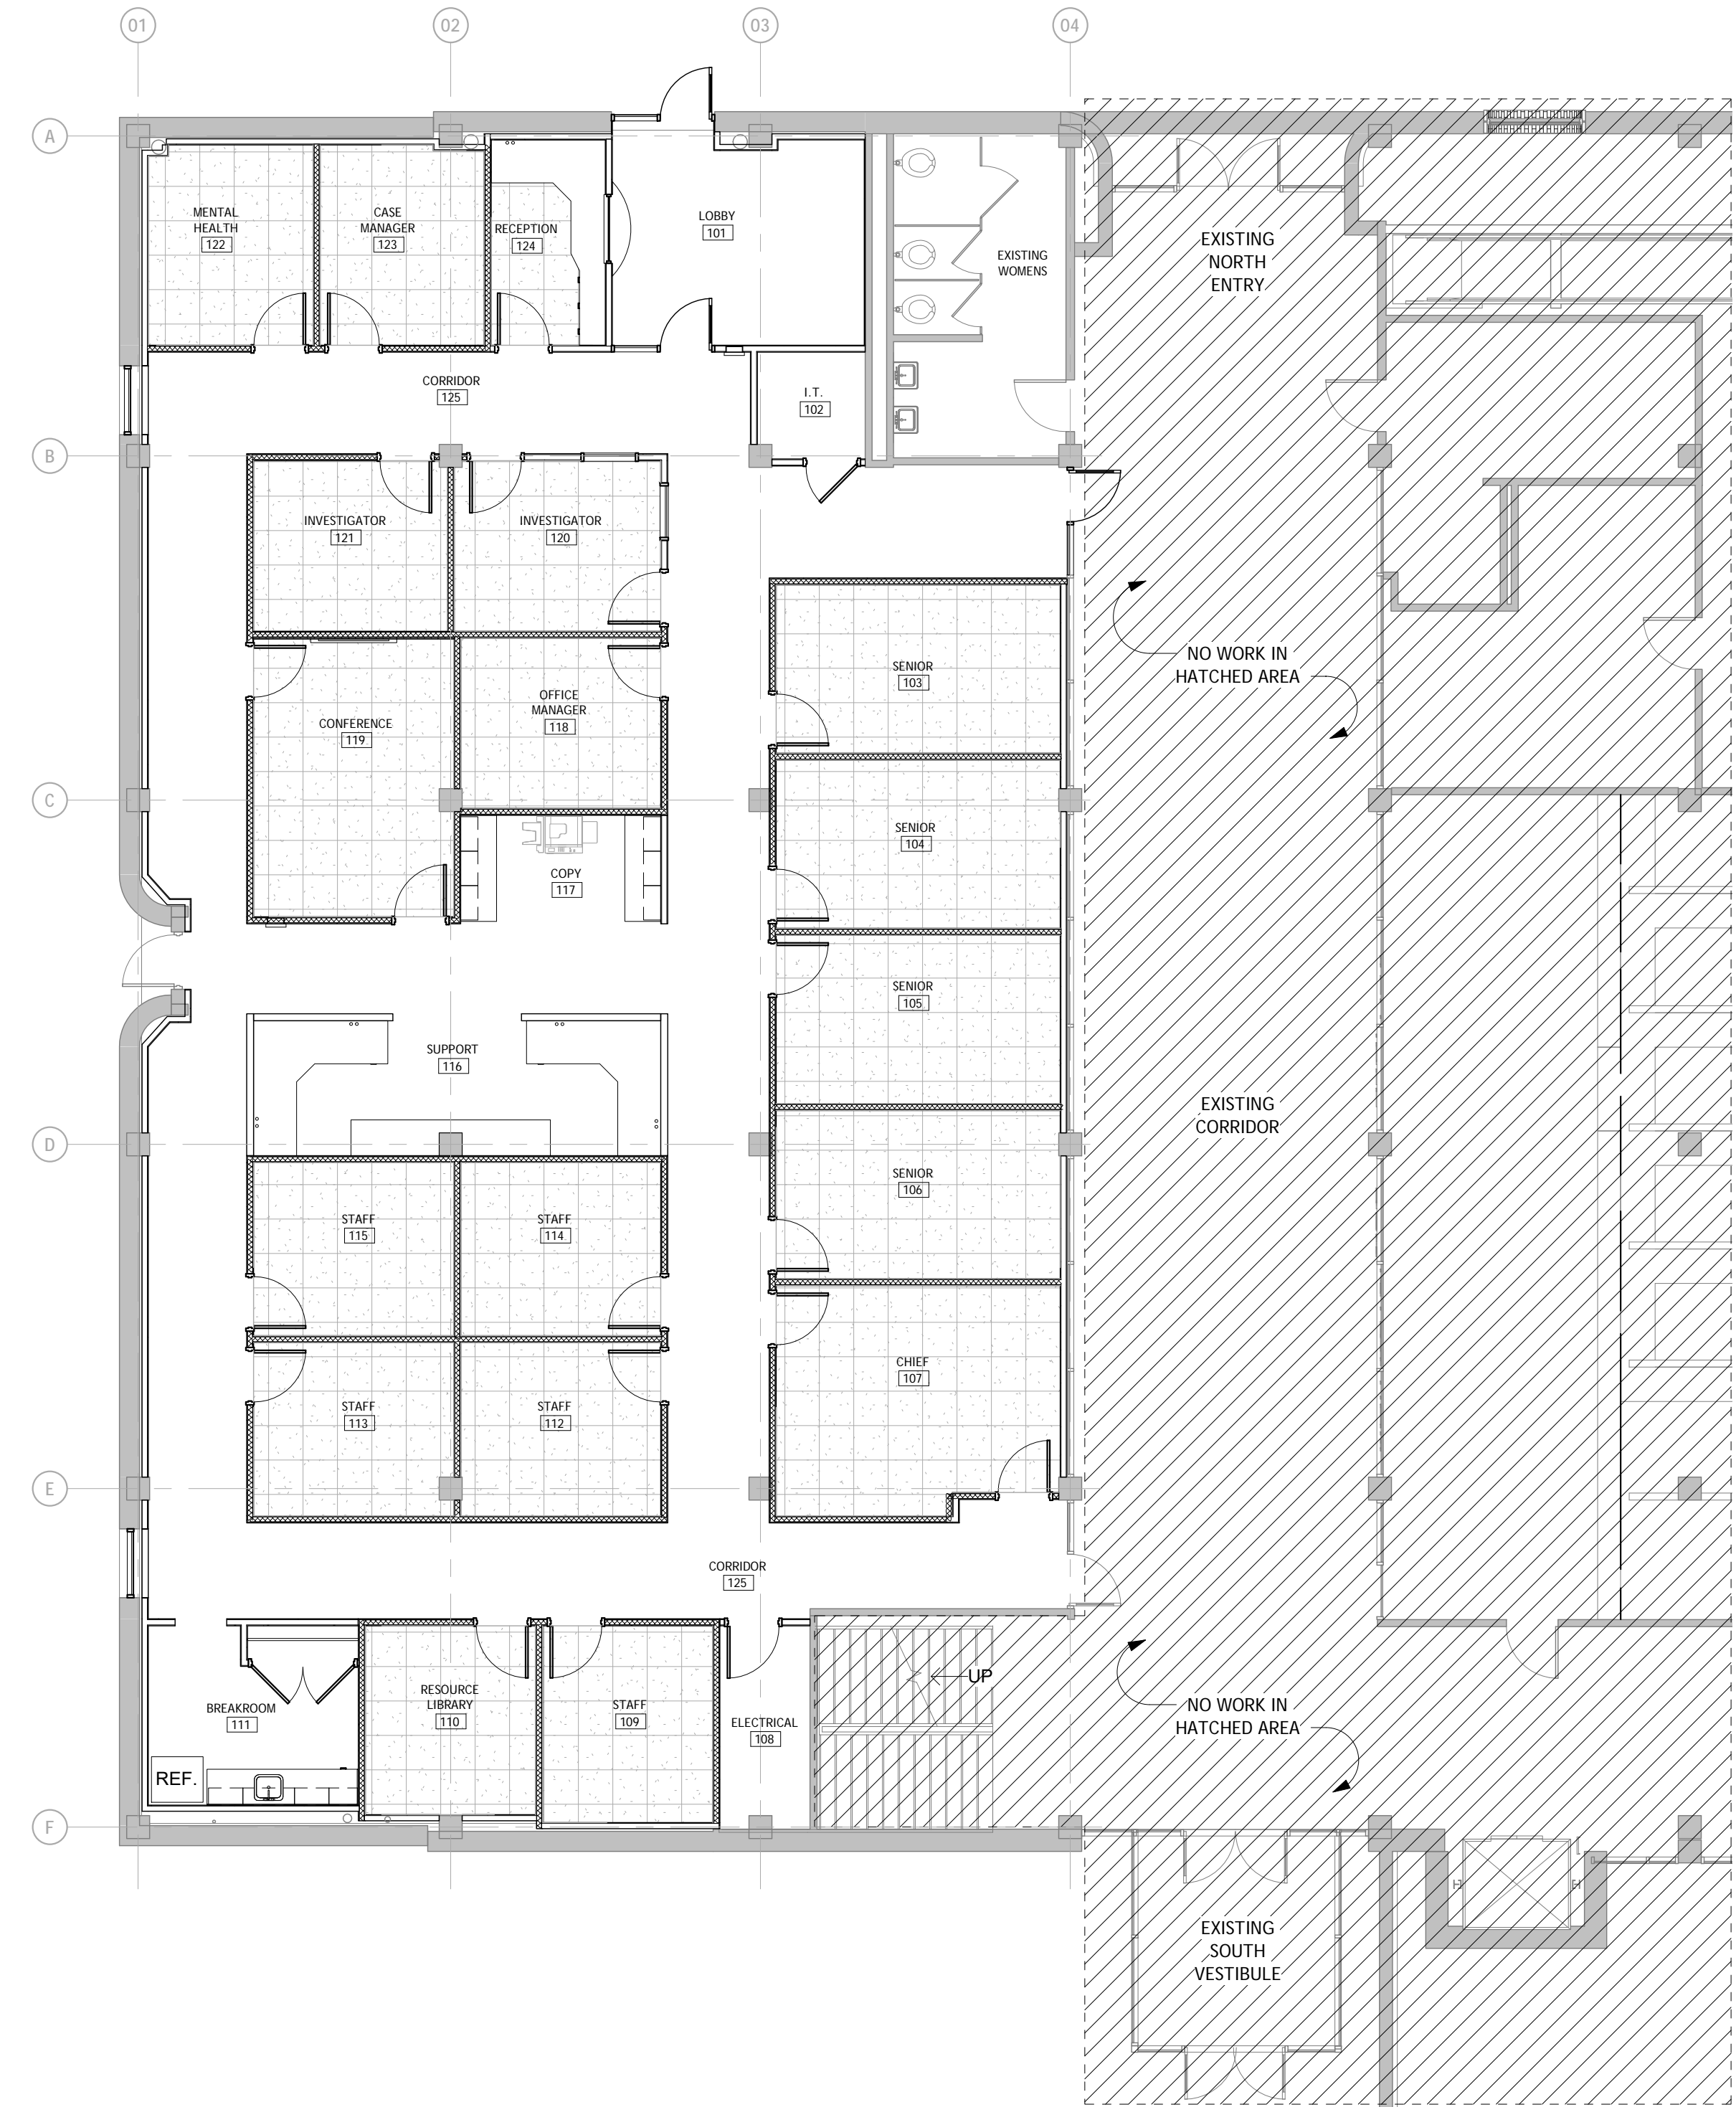 01
02
03
04
A
MENTAL
HEALTH
122
CASE
MANAGER
123
RECEPTION
124
LOBBY
101
EXISTING
WOMENS
EXISTING
NORTH
ENTRY
CORRIDOR
125
I.T.
102
B
INVESTIGATOR
121
INVESTIGATOR
120
SENIOR
103
NO WORK IN
HATCHED AREA
OFFICE
MANAGER
118
CONFERENCE
119
C
SENIOR
104
COPY
117
SENIOR
105
SUPPORT
116
EXISTING
CORRIDOR
D
SENIOR
106
STAFF
115
STAFF
114
CHIEF
107
STAFF
113
STAFF
112
E
CORRIDOR
125
UP
RESOURCE
LIBRARY
110
STAFF
109
BREAKROOM
111
ELECTRICAL
108
NO WORK IN
HATCHED AREA
REF.
F
EXISTING
SOUTH
VESTIBULE